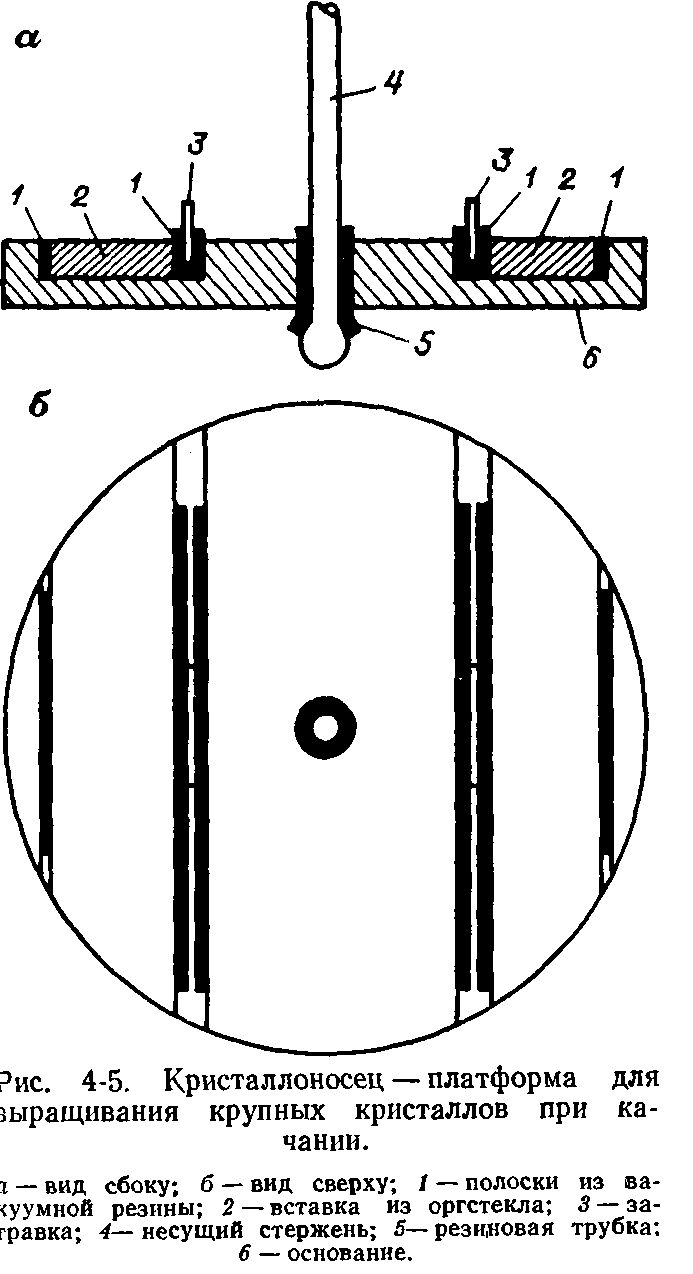 а
4
3
3
1
2
1
1
2
1
5
6
б
Рис. 4-5. Кристаллоносец — платформа для
выращивания крупных кристаллов при ка-
чании.
а — вид сбоку; б — вид сверху; 1 — полоски из ва-
куумной резины; 2 — вставка из оргстекла; 3 — за-
травка; 4 — несущий стержень; 5 — резиновая трубка;
6 — основание.